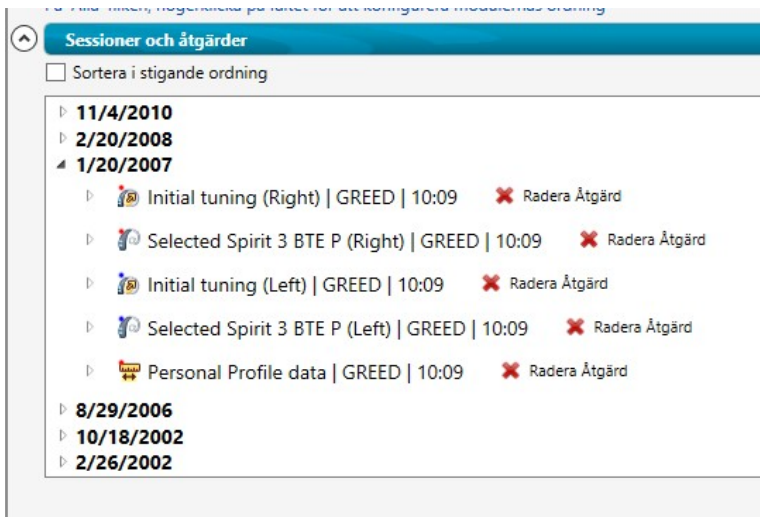 Sessioner och åtgärder
Sortera i stigande ordning
11/4/2010
2/20/2008
1/20/2007
Initial tuning (Right) | GREED | 10:09 Radera Åtgärd
Selected Spirit 3 BTE P (Right) | GREED | 10:09 Radera Åtgärd
Initial tuning (Left) | GREED | 10:09 Radera Åtgärd
Selected Spirit 3 BTE P (Left) | GREED | 10:09 Radera Åtgärd
Personal Profile data | GREED | 10:09 Radera Åtgärd
8/29/2006
10/18/2002
2/26/2002